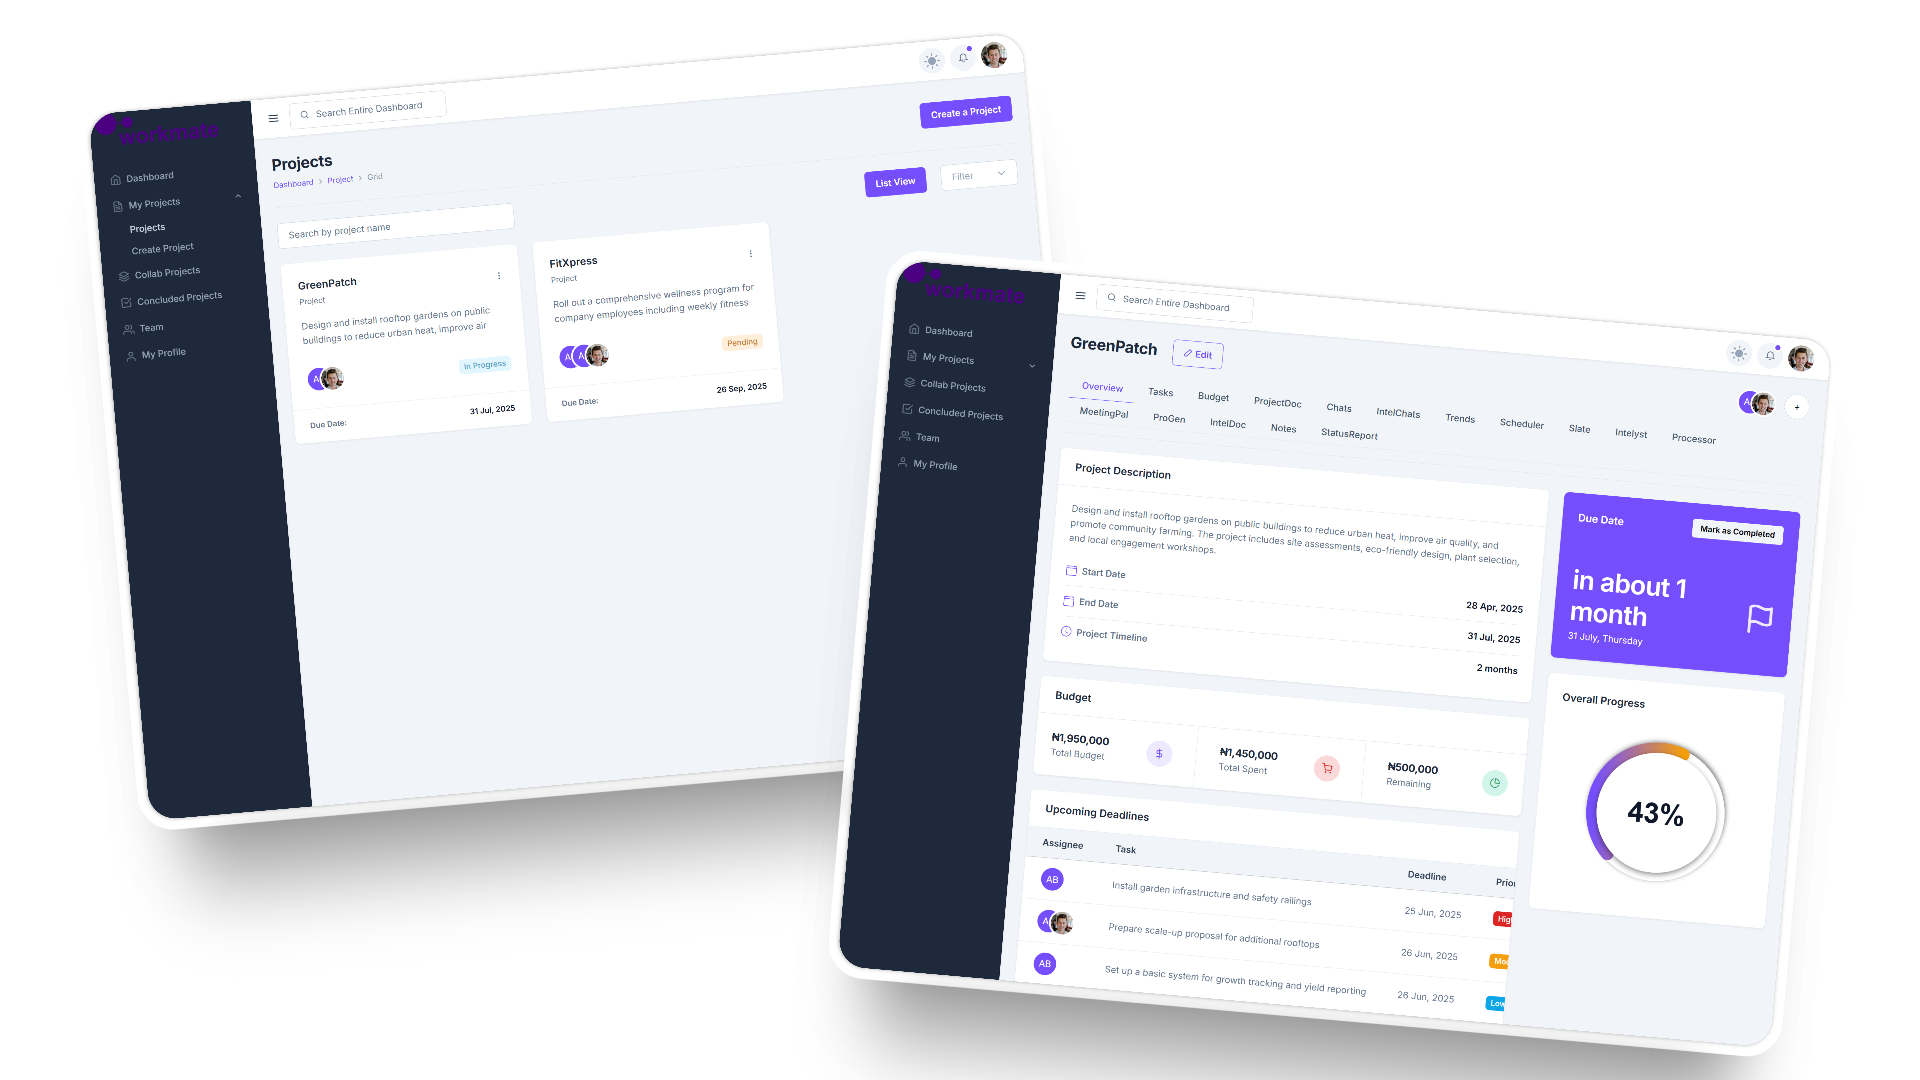 workmate
Search Entire Dashboard
Create a Project
Dashboard
My Projects
Projects
Create Project
Collab Projects
Concluded Projects
Team
My Profile
Projects
Dashboard > Project > Grid
List View
Filter
Search by project name
GreenPatch
Project
Design and install rooftop gardens on public
buildings to reduce urban heat, improve air
A
In Progress
Due Date:
31 Jul, 2025
FitXpress
Project
Roll out a comprehensive wellness program for
company employees including weekly fitness
A A
Pending
Due Date:
26 Sep, 2025
workmate
Search Entire Dashboard
Dashboard
My Projects
Collab Projects
Concluded Projects
Team
My Profile
GreenPatch
Edit
A
+
Overview Tasks Budget ProjectDoc Chats IntelChats Trends Scheduler Slate Intelyst Processor
MeetingPal ProGen IntelDoc Notes StatusReport
Project Description
Design and install rooftop gardens on public buildings to reduce urban heat, improve air quality, and
promote community farming. The project includes site assessments, eco-friendly design, plant selection,
and local engagement workshops.
Start Date
28 Apr, 2025
End Date
31 Jul, 2025
Project Timeline
2 months
Due Date
Mark as Completed
in about 1
month
31 July, Thursday
Budget
₦1,950,000
Total Budget
$
₦1,450,000
Total Spent
₦500,000
Remaining
Overall Progress
43%
Upcoming Deadlines
Assignee Task Deadline Prior
AB Install garden infrastructure and safety railings 25 Jun, 2025 Hig
A Prepare scale-up proposal for additional rooftops 26 Jun, 2025 Med
AB Set up a basic system for growth tracking and yield reporting 26 Jun, 2025 Low